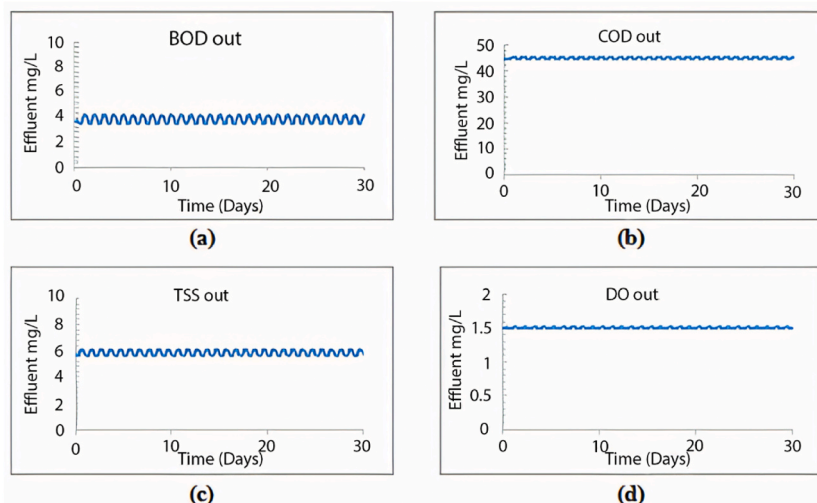 BOD out
Effluent mg/L
10
8
6
4
2
0
0 10 20 30
Time (Days)
(a)
COD out
Effluent mg/L
50
40
30
20
10
0
0 10 20 30
Time (Days)
(b)
TSS out
Effluent mg/L
10
8
6
4
2
0
0 10 20 30
Time (Days)
(c)
DO out
Effluent mg/L
2
1.5
1
0.5
0
0 10 20 30
Time (Days)
(d)